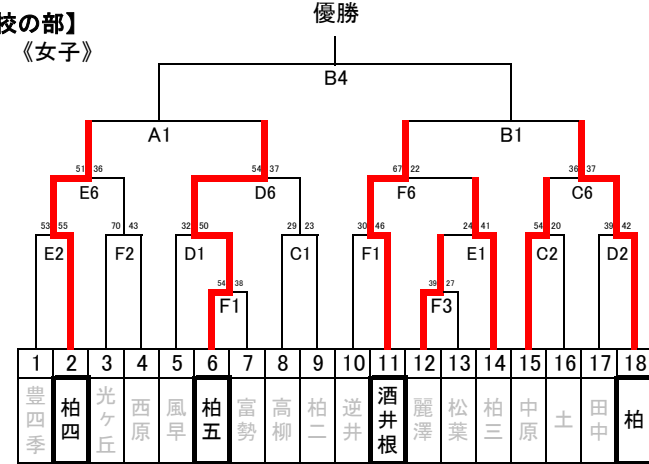 校の部】
《女子》
優勝
B4
A1 B1
51 36 54 37 67 22 36 37
E6 D6 F6 C6
53 55 70 43 32 50 29 23 30 46 24 41 54 20 39 42
E2 F2 D1 C1 F1 E1 C2 D2
54 38 39 27
F1 F3
1 2 3 4 5 6 7 8 9 10 11 12 13 14 15 16 17 18
豊四季 柏四 光ヶ丘 西原 風早 柏五 富勢 高柳 柏二 逆井 酒井根 麗澤 松葉 柏三 中原 土 田中 柏